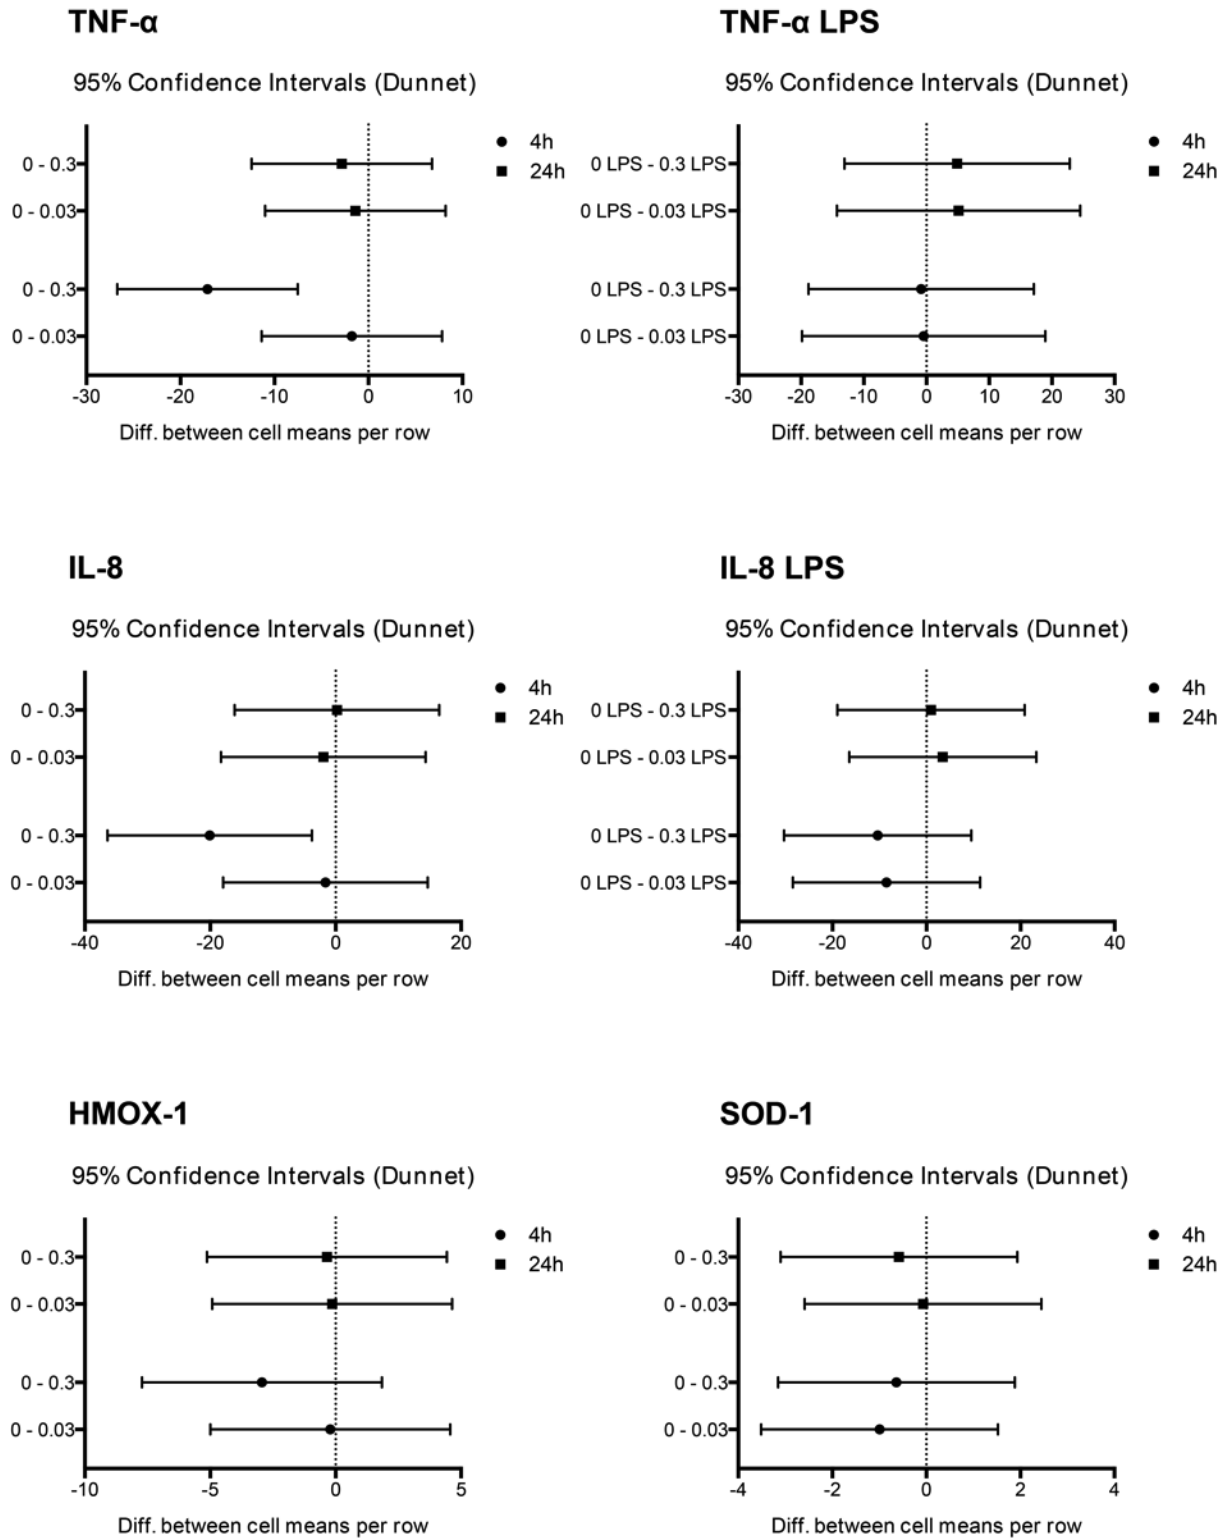 TNF-α
95% Confidence Intervals (Dunnet)
4h
24h
0 - 0.3
0 - 0.03
0 - 0.3
0 - 0.03
-30 -20 -10 0 10
Diff. between cell means per row
TNF-α LPS
95% Confidence Intervals (Dunnet)
4h
24h
0 LPS - 0.3 LPS
0 LPS - 0.03 LPS
0 LPS - 0.3 LPS
0 LPS - 0.03 LPS
-30 -20 -10 0 10 20 30
Diff. between cell means per row
IL-8
95% Confidence Intervals (Dunnet)
4h
24h
0 - 0.3
0 - 0.03
0 - 0.3
0 - 0.03
-40 -20 0 20
Diff. between cell means per row
IL-8 LPS
95% Confidence Intervals (Dunnet)
4h
24h
0 LPS - 0.3 LPS
0 LPS - 0.03 LPS
0 LPS - 0.3 LPS
0 LPS - 0.03 LPS
-40 -20 0 20 40
Diff. between cell means per row
HMOX-1
95% Confidence Intervals (Dunnet)
4h
24h
0 - 0.3
0 - 0.03
0 - 0.3
0 - 0.03
-10 -5 0 5
Diff. between cell means per row
SOD-1
95% Confidence Intervals (Dunnet)
4h
24h
0 - 0.3
0 - 0.03
0 - 0.3
0 - 0.03
-4 -2 0 2 4
Diff. between cell means per row